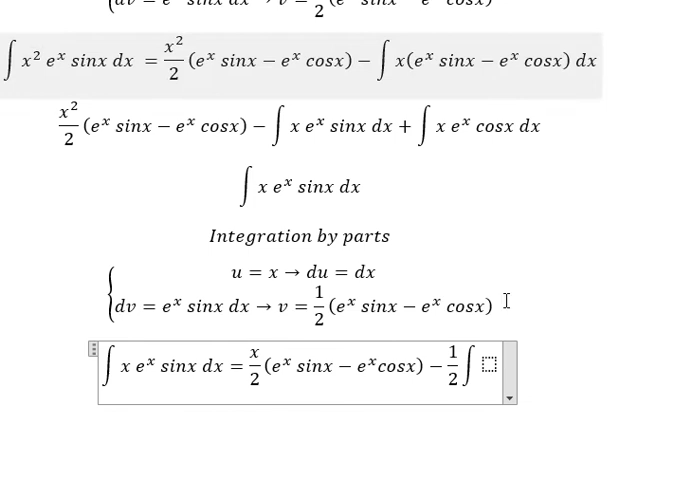 ∫ x² eˣ sinx dx = x²/2 (eˣ sinx − eˣ cosx) − ∫ x(eˣ sinx − eˣ cosx) dx
x²/2 (eˣ sinx − eˣ cosx) − ∫ x eˣ sinx dx + ∫ x eˣ cosx dx
∫ x eˣ sinx dx
Integration by parts
{ u = x → du = dx
dv = eˣ sinx dx → v = 1/2 (eˣ sinx − eˣ cosx)
∫ x eˣ sinx dx = x/2 (eˣ sinx − eˣcosx) − 1/2 ∫